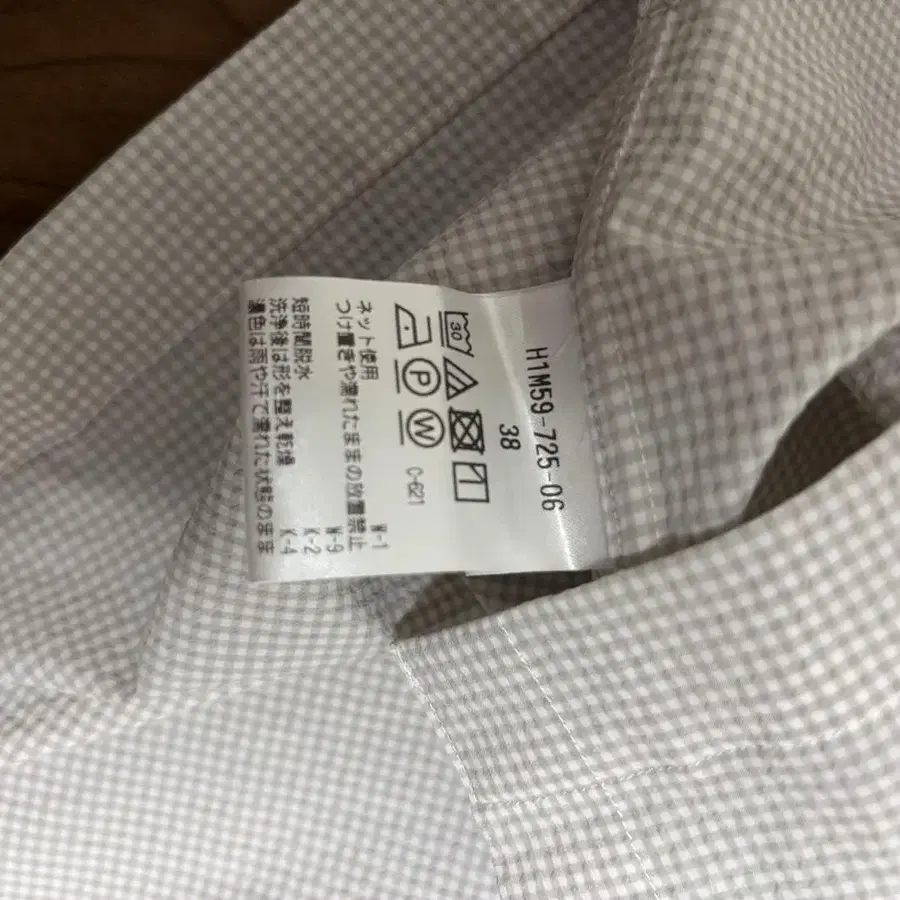 H1M59-725-06
38
30
P
W
C-621
ネット使用 W-1
つけ置きや濡れたままの放置禁止 W-9
短時間脱水
洗浄後は形を整え乾燥 K-2
濃色は雨や汗で濡れた状態のまま K-4